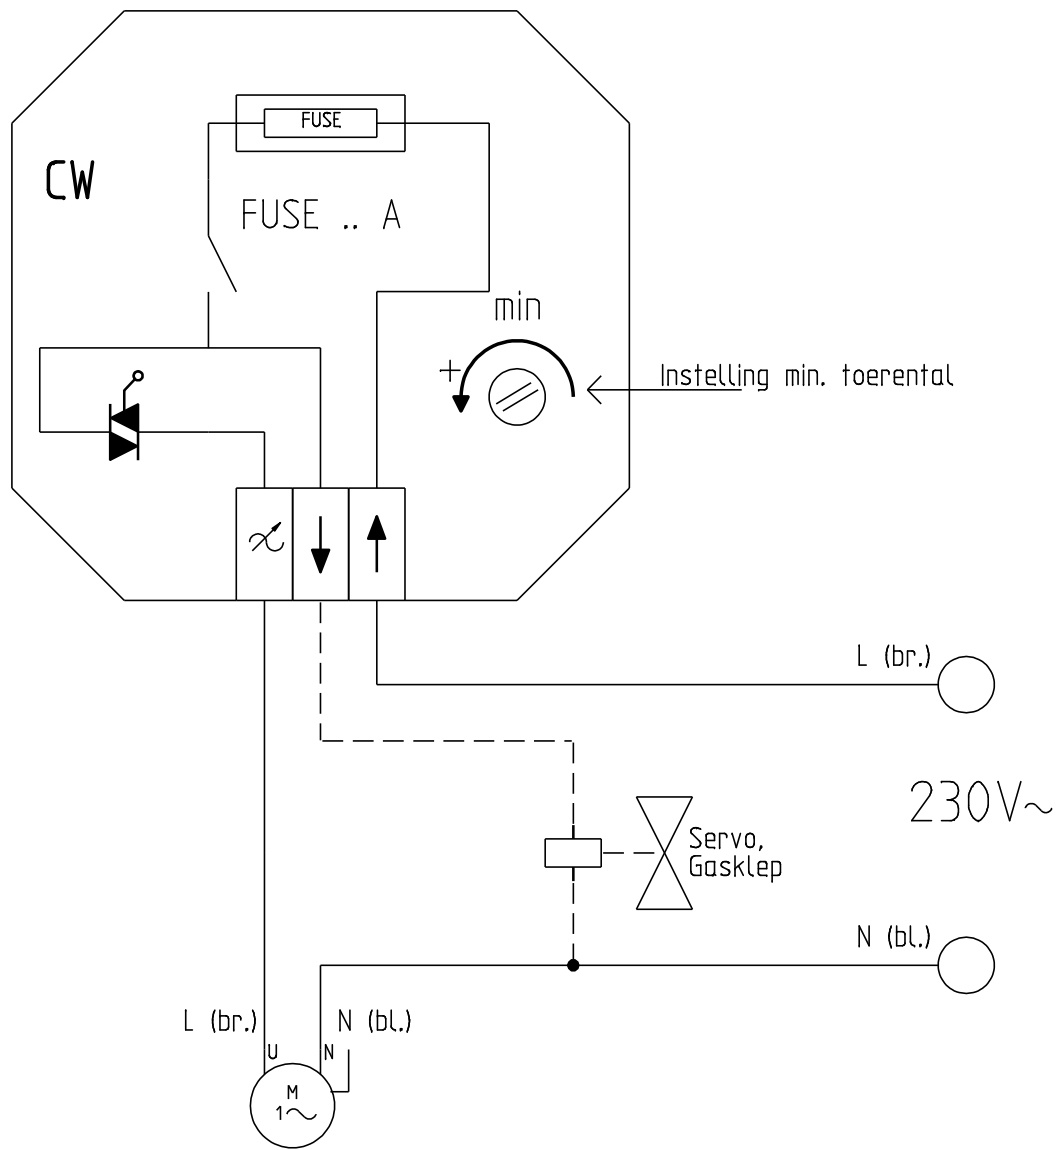 FUSE
CW
FUSE .. A
min
+
Instelling min. toerental
L (br.)
230V~
Servo,
Gasklep
N (bl.)
L (br.)
N (bl.)
U
N
M
1~